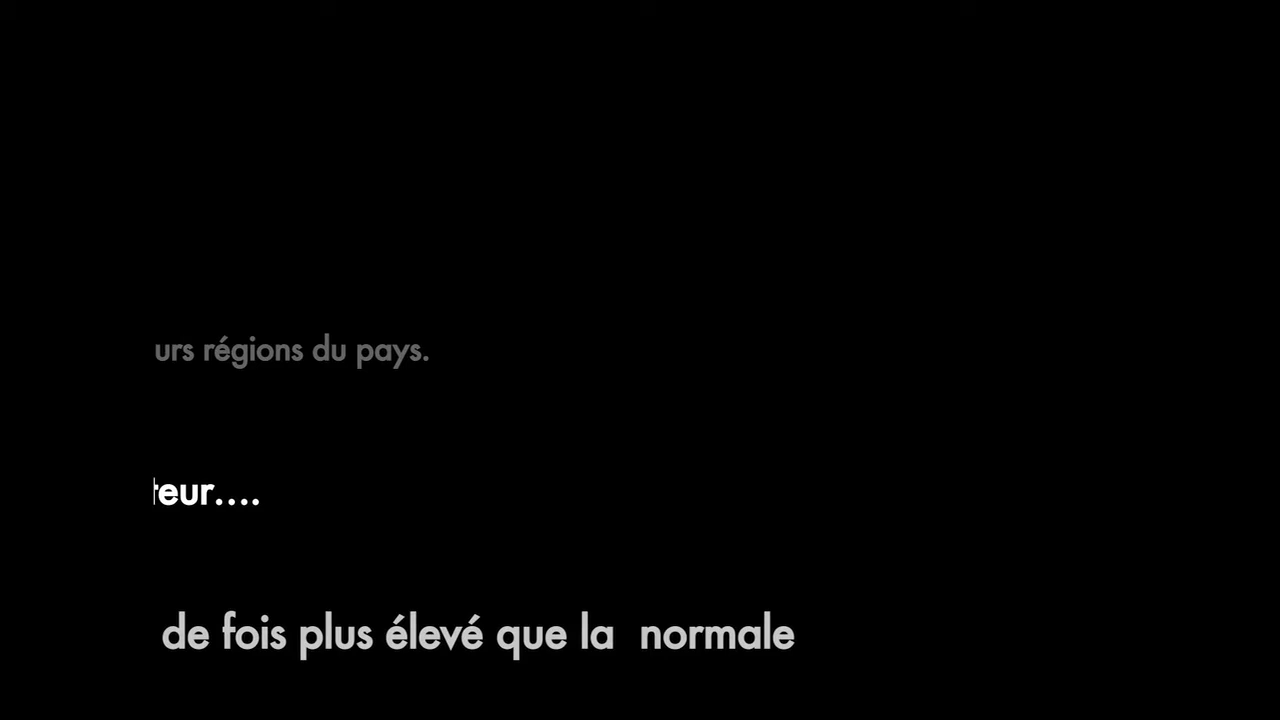 urs régions du pays.
teur….
de fois plus élevé que la normale